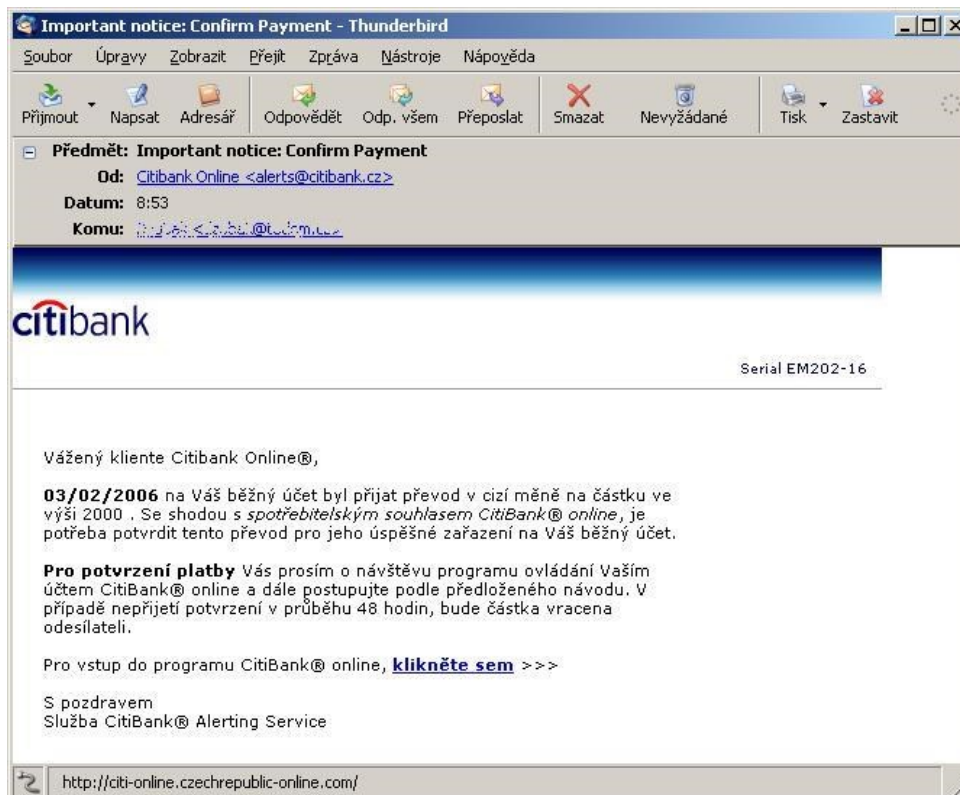 Important notice: Confirm Payment - Thunderbird
Soubor Úpravy Zobrazit Přejít Zpráva Nástroje Nápověda
Přijmout Napsat Adresář Odpovědět Odp. všem Přeposlat Smazat Nevyžádané Tisk Zastavit
Předmět: Important notice: Confirm Payment
Od: Citibank Online <alerts@citibank.cz>
Datum: 8:53
Komu:
citibank
Serial EM202-16
Vážený kliente Citibank Online®,
03/02/2006 na Váš běžný účet byl přijat převod v cizí měně na částku ve
výši 2000 . Se shodou s spotřebitelským souhlasem CitiBank® online, je
potřeba potvrdit tento převod pro jeho úspěšné zařazení na Váš běžný účet.
Pro potvrzení platby Vás prosím o návštěvu programu ovládání Vaším
účtem CitiBank® online a dále postupujte podle předloženého návodu. V
případě nepřijetí potvrzení v průběhu 48 hodin, bude částka vracena
odesílateli.
Pro vstup do programu CitiBank® online, klikněte sem >>>
S pozdravem
Služba CitiBank® Alerting Service
http://citi-online.czechrepublic-online.com/